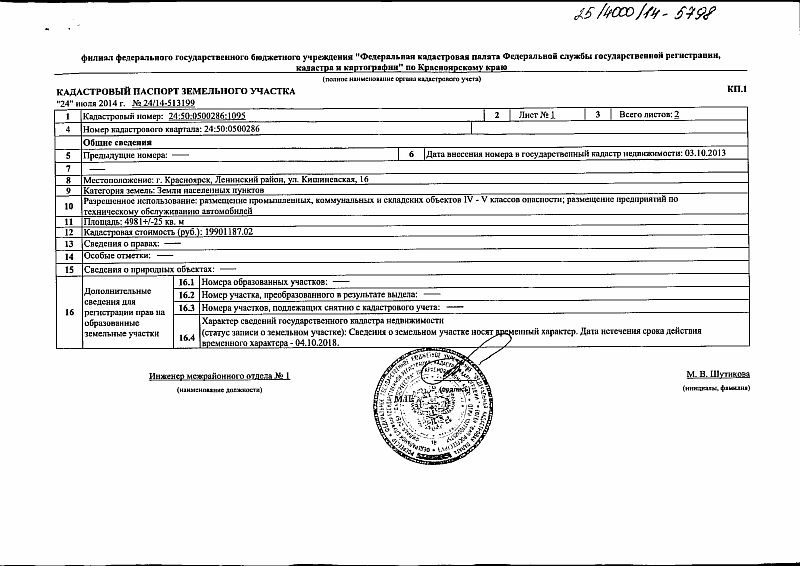 25/4000/14-5798
филиал федерального государственного бюджетного учреждения "Федеральная кадастровая палата Федеральной службы государственной регистрации,
кадастра и картографии" по Красноярскому краю
(полное наименование органа кадастрового учета)
КАДАСТРОВЫЙ ПАСПОРТ ЗЕМЕЛЬНОГО УЧАСТКА КП.1
"24" июля 2014 г. № 24/14-513199
1 Кадастровый номер: 24:50:0500286:1095 2 Лист № 1 3 Всего листов: 2
4 Номер кадастрового квартала: 24:50:0500286
Общие сведения
5 Предыдущие номера: — 6 Дата внесения номера в государственный кадастр недвижимости: 03.10.2013
7 —
8 Местоположение: г. Красноярск, Ленинский район, ул. Кишиневская, 16
9 Категория земель: Земли населенных пунктов
10 Разрешенное использование: размещение промышленных, коммунальных и складских объектов IV - V классов опасности; размещение предприятий по
техническому обслуживанию автомобилей
11 Площадь: 4981+/-25 кв. м
12 Кадастровая стоимость (руб.): 19901187.02
13 Сведения о правах: —
14 Особые отметки: —
15 Сведения о природных объектах: —
16 Дополнительные
сведения для
регистрации прав на
образованные
земельные участки
16.1 Номера образованных участков: —
16.2 Номер участка, преобразованного в результате выдела: —
16.3 Номера участков, подлежащих снятию с кадастрового учета: —
16.4 Характер сведений государственного кадастра недвижимости
(статус записи о земельном участке): Сведения о земельном участке носят временный характер. Дата истечения срока действия
временного характера - 04.10.2018.
Инженер межрайонного отдела № 1 М. В. Шутикова
(наименование должности) (подпись) (инициалы, фамилия)
М.П.